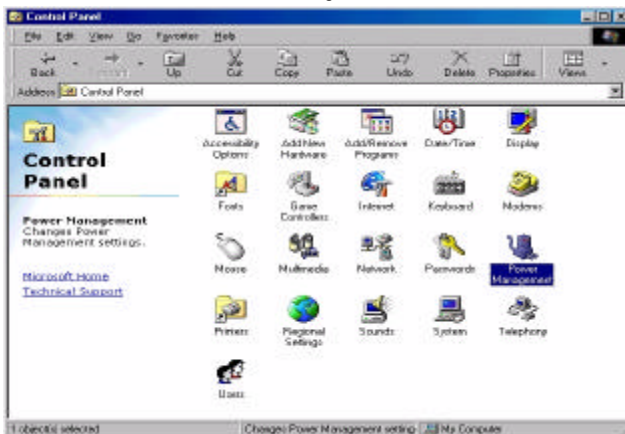 Control Panel
File Edit View Go Favorites Help
Back Up Cut Copy Paste Undo Delete Properties Views
Address Control Panel
Control
Panel
Power Management
Changes Power
Management settings.
Microsoft Home
Technical Support
Accessibility
Options
Add New
Hardware
Add/Remove
Programs
Date/Time
Display
Fonts
Game
Controllers
Internet
Keyboard
Modems
Mouse
Multimedia
Network
Passwords
Power
Management
Printers
Regional
Settings
Sounds
System
Telephony
Users
1 object(s) selected
Changes Power Management setting
My Computer